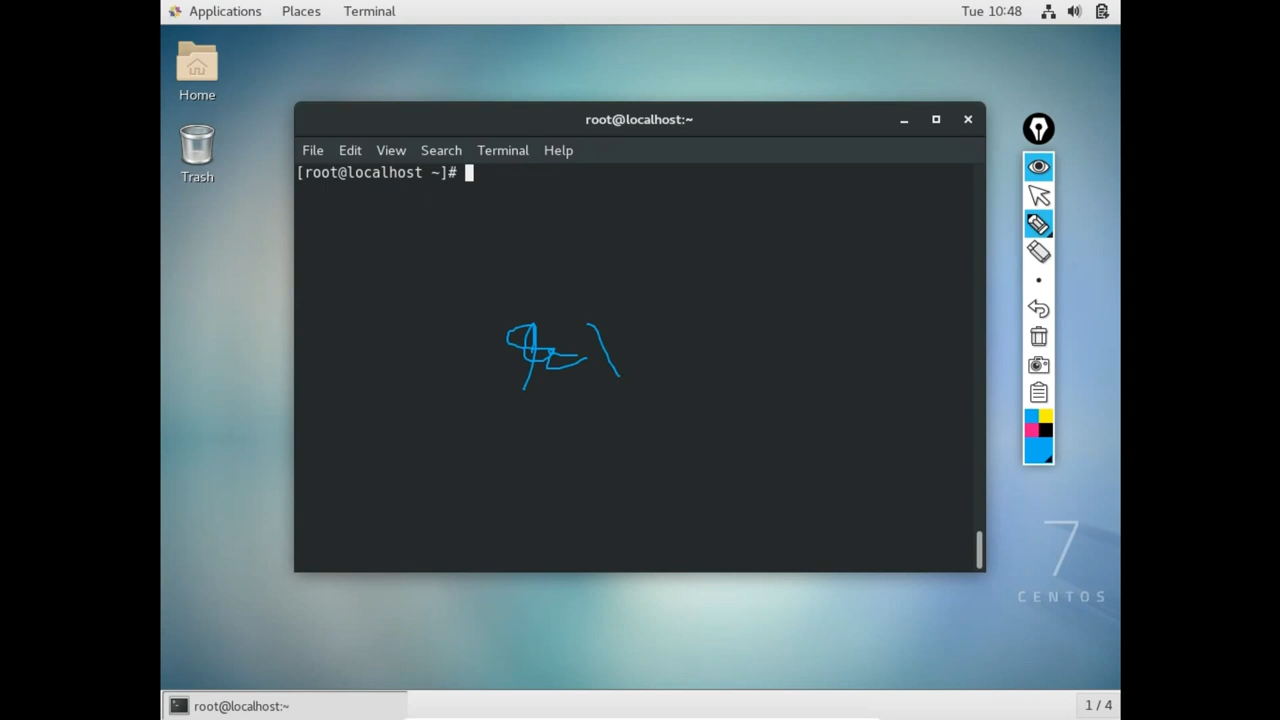 Applications Places Terminal Tue 10:48
Home
Trash
root@localhost:~
File Edit View Search Terminal Help
[root@localhost ~]#
7
CENTOS
root@localhost:~ 1 / 4